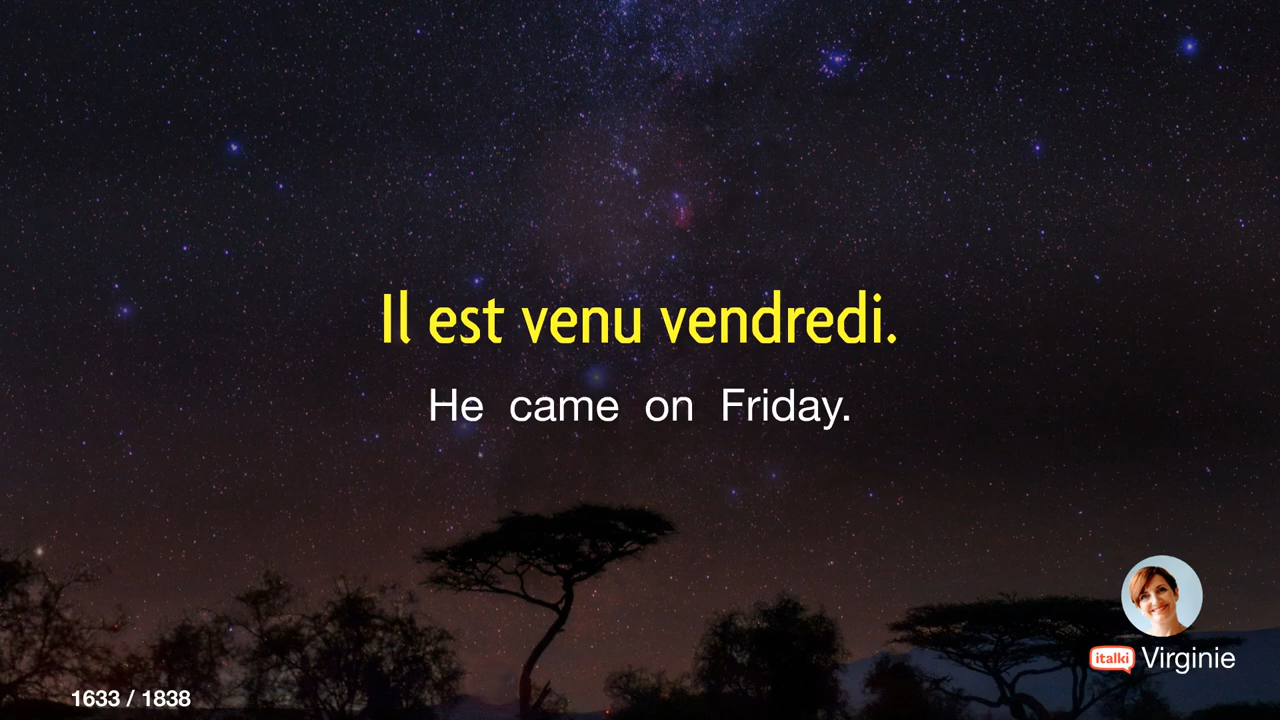 Il est venu vendredi.
He came on Friday.
italki Virginie
1633 / 1838